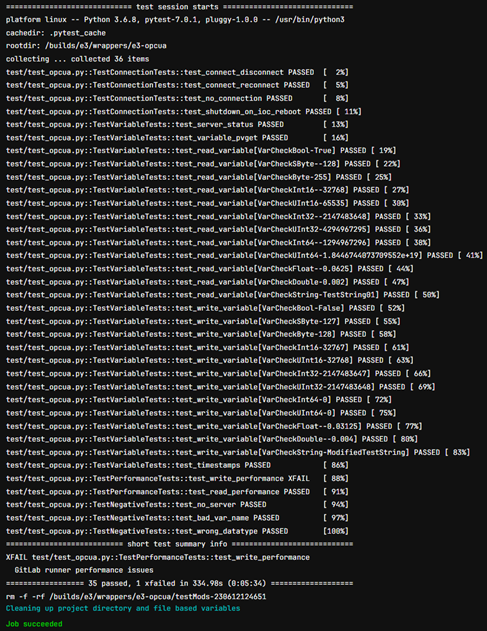 ============================= test session starts ==============================
platform linux -- Python 3.6.8, pytest-7.0.1, pluggy-1.0.0 -- /usr/bin/python3
cachedir: .pytest_cache
rootdir: /builds/e3/wrappers/e3-opcua
collecting ... collected 36 items
test/test_opcua.py::TestConnectionTests::test_connect_disconnect PASSED [ 2%]
test/test_opcua.py::TestConnectionTests::test_connect_reconnect PASSED [ 5%]
test/test_opcua.py::TestConnectionTests::test_no_connection PASSED [ 8%]
test/test_opcua.py::TestConnectionTests::test_shutdown_on_ioc_reboot PASSED [ 11%]
test/test_opcua.py::TestVariableTests::test_server_status PASSED [ 13%]
test/test_opcua.py::TestVariableTests::test_variable_pvget PASSED [ 16%]
test/test_opcua.py::TestVariableTests::test_read_variable[VarCheckBool-True] PASSED [ 19%]
test/test_opcua.py::TestVariableTests::test_read_variable[VarCheckSByte--128] PASSED [ 22%]
test/test_opcua.py::TestVariableTests::test_read_variable[VarCheckByte-255] PASSED [ 25%]
test/test_opcua.py::TestVariableTests::test_read_variable[VarCheckInt16--32768] PASSED [ 27%]
test/test_opcua.py::TestVariableTests::test_read_variable[VarCheckUInt16-65535] PASSED [ 30%]
test/test_opcua.py::TestVariableTests::test_read_variable[VarCheckInt32--2147483648] PASSED [ 33%]
test/test_opcua.py::TestVariableTests::test_read_variable[VarCheckUInt32-4294967295] PASSED [ 36%]
test/test_opcua.py::TestVariableTests::test_read_variable[VarCheckInt64--1294967296] PASSED [ 38%]
test/test_opcua.py::TestVariableTests::test_read_variable[VarCheckUInt64-1.8446744073709552e+19] PASSED [ 41%]
test/test_opcua.py::TestVariableTests::test_read_variable[VarCheckFloat--0.0625] PASSED [ 44%]
test/test_opcua.py::TestVariableTests::test_read_variable[VarCheckDouble-0.002] PASSED [ 47%]
test/test_opcua.py::TestVariableTests::test_read_variable[VarCheckString-TestString01] PASSED [ 50%]
test/test_opcua.py::TestVariableTests::test_write_variable[VarCheckBool-False] PASSED [ 52%]
test/test_opcua.py::TestVariableTests::test_write_variable[VarCheckSByte-127] PASSED [ 55%]
test/test_opcua.py::TestVariableTests::test_write_variable[VarCheckByte-128] PASSED [ 58%]
test/test_opcua.py::TestVariableTests::test_write_variable[VarCheckInt16-32767] PASSED [ 61%]
test/test_opcua.py::TestVariableTests::test_write_variable[VarCheckUInt16-32768] PASSED [ 63%]
test/test_opcua.py::TestVariableTests::test_write_variable[VarCheckInt32-2147483647] PASSED [ 66%]
test/test_opcua.py::TestVariableTests::test_write_variable[VarCheckUInt32-2147483648] PASSED [ 69%]
test/test_opcua.py::TestVariableTests::test_write_variable[VarCheckInt64-0] PASSED [ 72%]
test/test_opcua.py::TestVariableTests::test_write_variable[VarCheckUInt64-0] PASSED [ 75%]
test/test_opcua.py::TestVariableTests::test_write_variable[VarCheckFloat--0.03125] PASSED [ 77%]
test/test_opcua.py::TestVariableTests::test_write_variable[VarCheckDouble--0.004] PASSED [ 80%]
test/test_opcua.py::TestVariableTests::test_write_variable[VarCheckString-ModifiedTestString] PASSED [ 83%]
test/test_opcua.py::TestVariableTests::test_timestamps PASSED [ 86%]
test/test_opcua.py::TestPerformanceTests::test_write_performance XFAIL [ 88%]
test/test_opcua.py::TestPerformanceTests::test_read_performance PASSED [ 91%]
test/test_opcua.py::TestNegativeTests::test_no_server PASSED [ 94%]
test/test_opcua.py::TestNegativeTests::test_bad_var_name PASSED [ 97%]
test/test_opcua.py::TestNegativeTests::test_wrong_datatype PASSED [100%]
=========================== short test summary info ============================
XFAIL test/test_opcua.py::TestPerformanceTests::test_write_performance
GitLab runner performance issues
================== 35 passed, 1 xfailed in 334.98s (0:05:34) ===================
rm -f -rf /builds/e3/wrappers/e3-opcua/testMods-230612124651
Cleaning up project directory and file based variables
Job succeeded